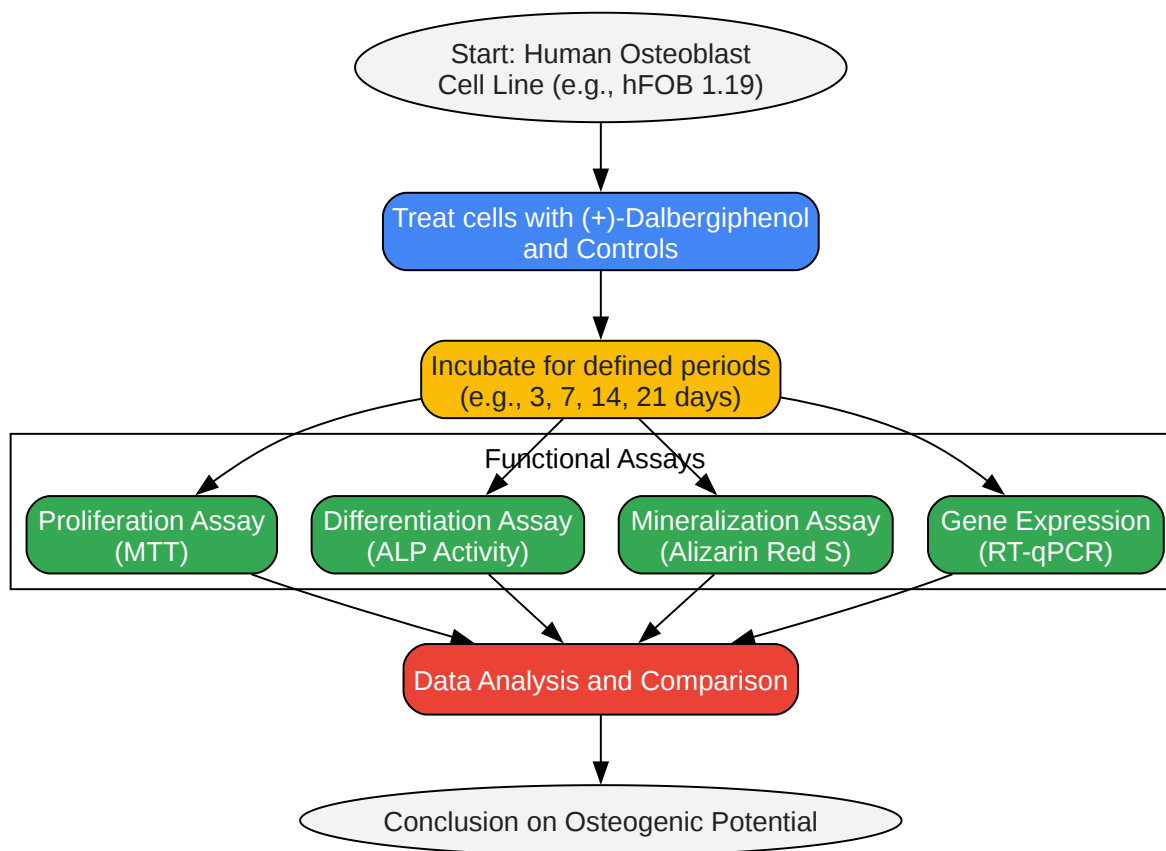 Start: Human Osteoblast
Cell Line (e.g., hFOB 1.19)
Treat cells with (+)-Dalbergiphenol
and Controls
Incubate for defined periods
(e.g., 3, 7, 14, 21 days)
Functional Assays
Proliferation Assay
(MTT)
Differentiation Assay
(ALP Activity)
Mineralization Assay
(Alizarin Red S)
Gene Expression
(RT-qPCR)
Data Analysis and Comparison
Conclusion on Osteogenic Potential